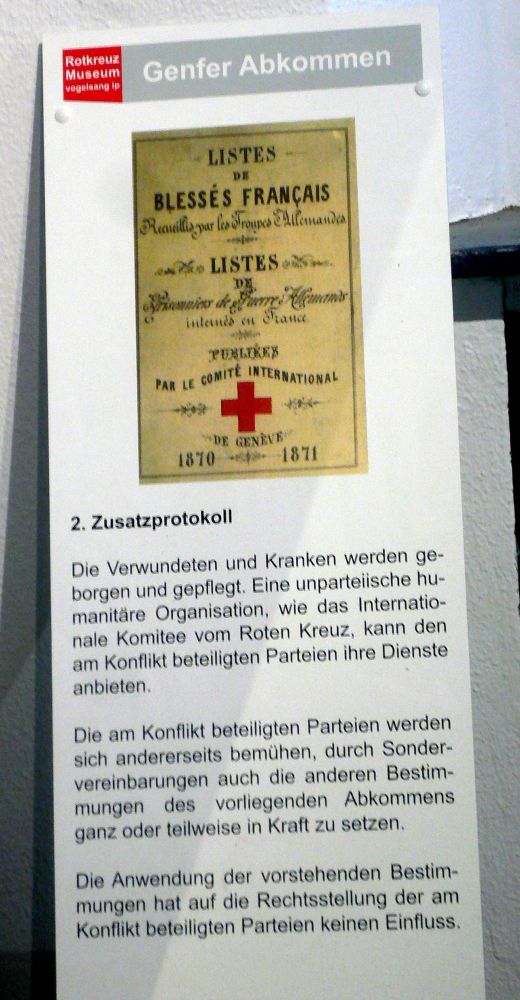 Rotkreuz
Museum
vogelsang ip
Genfer Abkommen
LISTES
DE
BLESSÉS FRANÇAIS
Recueillis par les Troupes Allemandes
LISTES
DE
Prisonniers de Guerre Allemands
internés en France
PUBLIÉES
PAR LE COMITÉ INTERNATIONAL
DE GENÈVE
1870 1871
2. Zusatzprotokoll
Die Verwundeten und Kranken werden ge-
borgen und gepflegt. Eine unparteiische hu-
manitäre Organisation, wie das Internatio-
nale Komitee vom Roten Kreuz, kann den
am Konflikt beteiligten Parteien ihre Dienste
anbieten.
Die am Konflikt beteiligten Parteien werden
sich andererseits bemühen, durch Sonder-
vereinbarungen auch die anderen Bestim-
mungen des vorliegenden Abkommens
ganz oder teilweise in Kraft zu setzen.
Die Anwendung der vorstehenden Bestim-
mungen hat auf die Rechtsstellung der am
Konflikt beteiligten Parteien keinen Einfluss.